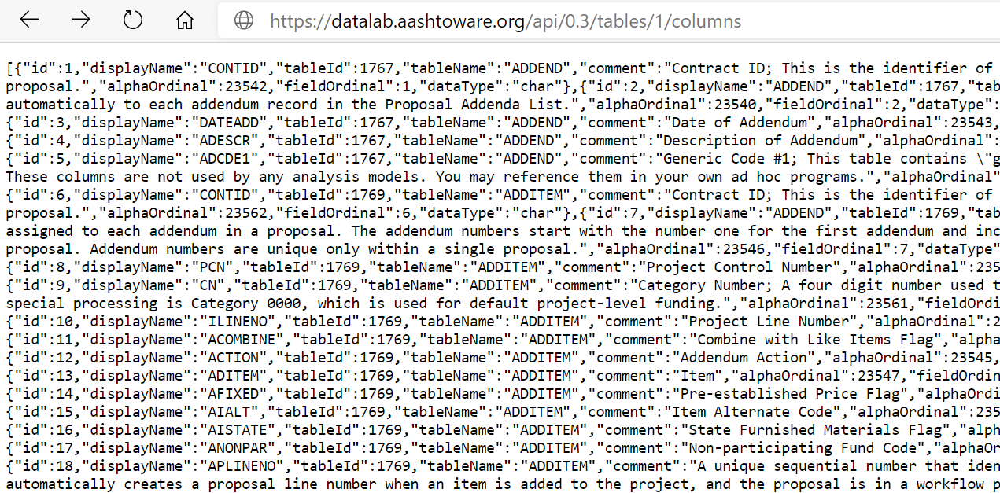 https://datalab.aashtoware.org/api/0.3/tables/1/columns
[{"id":1,"displayName":"CONTID","tableId":1767,"tableName":"ADDEND","comment":"Contract ID; This is the identifier of
proposal.","alphaOrdinal":23542,"fieldOrdinal":1,"dataType":"char"},{"id":2,"displayName":"ADDEND","tableId":1767,"tab
automatically to each addendum record in the Proposal Addenda List.","alphaOrdinal":23540,"fieldOrdinal":2,"dataType":
{"id":3,"displayName":"DATEADD","tableId":1767,"tableName":"ADDEND","comment":"Date of Addendum","alphaOrdinal":23543,
{"id":4,"displayName":"ADESCR","tableId":1767,"tableName":"ADDEND","comment":"Description of Addendum","alphaOrdinal":
{"id":5,"displayName":"ADCDE1","tableId":1767,"tableName":"ADDEND","comment":"Generic Code #1; This table contains \"g
These columns are not used by any analysis models. You may reference them in your own ad hoc programs.","alphaOrdinal"
{"id":6,"displayName":"CONTID","tableId":1769,"tableName":"ADDITEM","comment":"Contract ID; This is the identifier of
proposal.","alphaOrdinal":23562,"fieldOrdinal":6,"dataType":"char"},{"id":7,"displayName":"ADDEND","tableId":1769,"tab
assigned to each addendum in a proposal. The addendum numbers start with the number one for the first addendum and inc
proposal. Addendum numbers are unique only within a single proposal.","alphaOrdinal":23546,"fieldOrdinal":7,"dataType"
{"id":8,"displayName":"PCN","tableId":1769,"tableName":"ADDITEM","comment":"Project Control Number","alphaOrdinal":235
{"id":9,"displayName":"CN","tableId":1769,"tableName":"ADDITEM","comment":"Category Number; A four digit number used t
special processing is Category 0000, which is used for default project-level funding.","alphaOrdinal":23561,"fieldOrdi
{"id":10,"displayName":"ILINENO","tableId":1769,"tableName":"ADDITEM","comment":"Project Line Number","alphaOrdinal":2
{"id":11,"displayName":"ACOMBINE","tableId":1769,"tableName":"ADDITEM","comment":"Combine with Like Items Flag","alpha
{"id":12,"displayName":"ACTION","tableId":1769,"tableName":"ADDITEM","comment":"Addendum Action","alphaOrdinal":23545,
{"id":13,"displayName":"ADITEM","tableId":1769,"tableName":"ADDITEM","comment":"Item","alphaOrdinal":23547,"fieldOrdin
{"id":14,"displayName":"AFIXED","tableId":1769,"tableName":"ADDITEM","comment":"Pre-established Price Flag","alphaOrdi
{"id":15,"displayName":"AIALT","tableId":1769,"tableName":"ADDITEM","comment":"Item Alternate Code","alphaOrdinal":235
{"id":16,"displayName":"AISTATE","tableId":1769,"tableName":"ADDITEM","comment":"State Furnished Materials Flag","alph
{"id":17,"displayName":"ANONPAR","tableId":1769,"tableName":"ADDITEM","comment":"Non-participating Fund Code","alphaOr
{"id":18,"displayName":"APLINENO","tableId":1769,"tableName":"ADDITEM","comment":"A unique sequential number that iden
automatically creates a proposal line number when an item is added to the project, and the proposal is in a workflow p